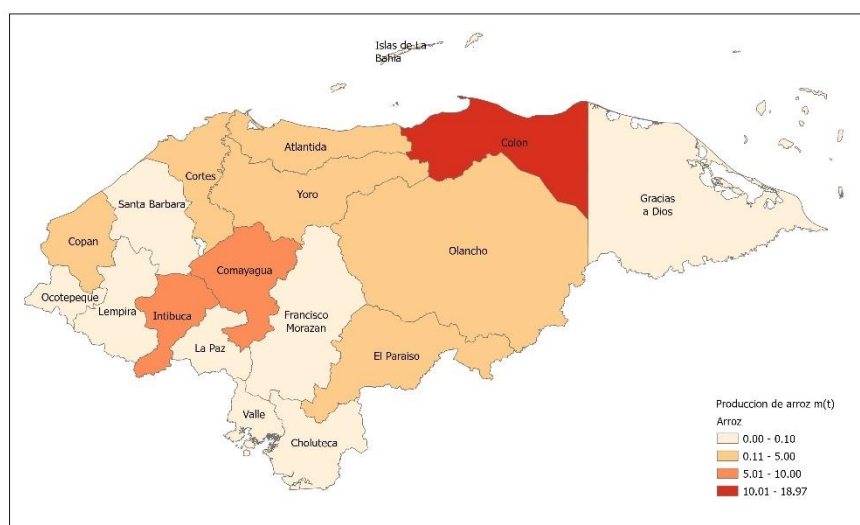 Islas de La
Bahia
Atlantida
Colon
Cortes
Yoro
Santa Barbara
Gracias
a Dios
Copan
Olancho
Comayagua
Ocotepeque
Lempira
Intibuca
Francisco
Morazan
La Paz
El Paraiso
Valle
Choluteca
Produccion de arroz m(t)
Arroz
0.00 - 0.10
0.11 - 5.00
5.01 - 10.00
10.01 - 18.97